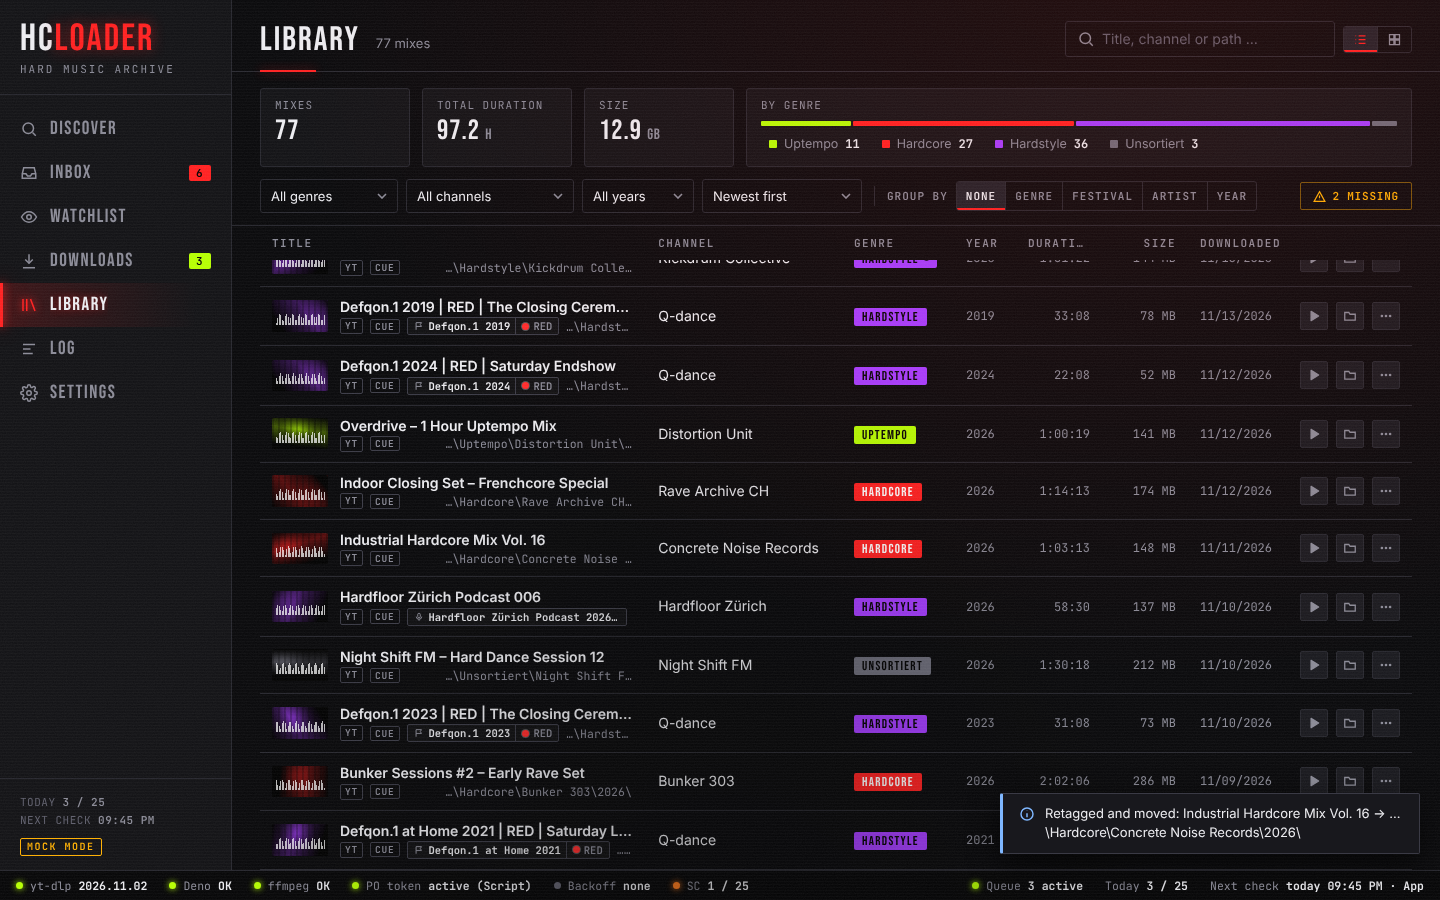 HCLOADER
HARD MUSIC ARCHIVE
DISCOVER
INBOX 6
WATCHLIST
DOWNLOADS 3
LIBRARY
LOG
SETTINGS
TODAY 3 / 25
NEXT CHECK 09:45 PM
MOCK MODE
LIBRARY 77 mixes
Title, channel or path ...
MIXES
77
TOTAL DURATION
97.2 H
SIZE
12.9 GB
BY GENRE
Uptempo 11 Hardcore 27 Hardstyle 36 Unsortiert 3
All genres All channels All years Newest first GROUP BY NONE GENRE FESTIVAL ARTIST YEAR 2 MISSING
TITLE CHANNEL GENRE YEAR DURATI… SIZE DOWNLOADED
Kickdrum Collective
YT CUE …\Hardstyle\Kickdrum Colle…
Defqon.1 2019 | RED | The Closing Cerem…
YT CUE Defqon.1 2019 RED …\Hardst…
Q-dance HARDSTYLE 2019 33:08 78 MB 11/13/2026
Defqon.1 2024 | RED | Saturday Endshow
YT CUE Defqon.1 2024 RED …\Hardst…
Q-dance HARDSTYLE 2024 22:08 52 MB 11/12/2026
Overdrive – 1 Hour Uptempo Mix
YT CUE …\Uptempo\Distortion Unit\…
Distortion Unit UPTEMPO 2026 1:00:19 141 MB 11/12/2026
Indoor Closing Set – Frenchcore Special
YT CUE …\Hardcore\Rave Archive CH…
Rave Archive CH HARDCORE 2026 1:14:13 174 MB 11/12/2026
Industrial Hardcore Mix Vol. 16
YT CUE …\Hardcore\Concrete Noise …
Concrete Noise Records HARDCORE 2026 1:03:13 148 MB 11/11/2026
Hardfloor Zürich Podcast 006
YT CUE Hardfloor Zürich Podcast 2026…
Hardfloor Zürich HARDSTYLE 2026 58:30 137 MB 11/10/2026
Night Shift FM – Hard Dance Session 12
YT CUE …\Unsortiert\Night Shift F…
Night Shift FM UNSORTIERT 2026 1:30:18 212 MB 11/10/2026
Defqon.1 2023 | RED | The Closing Cerem…
YT CUE Defqon.1 2023 RED …\Hardst…
Q-dance HARDSTYLE 2023 31:08 73 MB 11/10/2026
Bunker Sessions #2 – Early Rave Set
YT CUE …\Hardcore\Bunker 303\2026\
Bunker 303 HARDCORE 2026 2:02:06 286 MB 11/09/2026
Defqon.1 at Home 2021 | RED | Saturday L…
YT CUE Defqon.1 at Home 2021 RED ……
Q-dance HARDSTYLE 2021
Retagged and moved: Industrial Hardcore Mix Vol. 16 → …
\Hardcore\Concrete Noise Records\2026\
yt-dlp 2026.11.02 Deno OK ffmpeg OK PO token active (Script) Backoff none SC 1 / 25 Queue 3 active Today 3 / 25 Next check today 09:45 PM · App